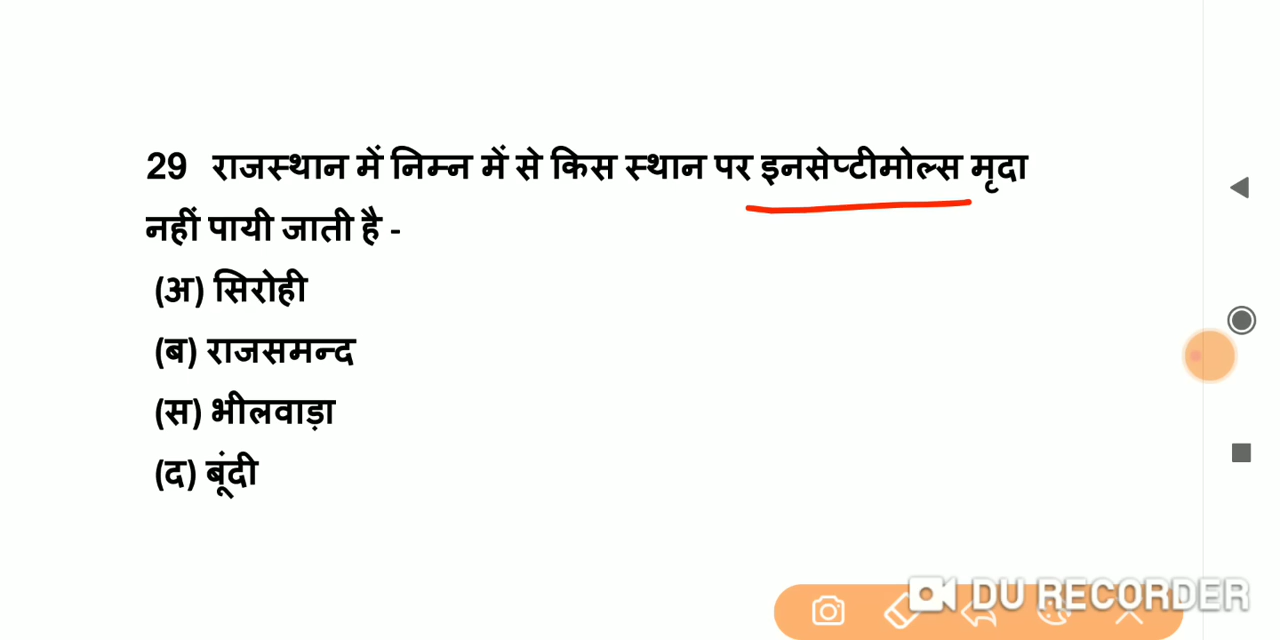 29 राजस्थान में निम्न में से किस स्थान पर इनसेप्टीमोल्स मृदा
नहीं पायी जाती है -
(अ) सिरोही
(ब) राजसमन्द
(स) भीलवाड़ा
(द) बूंदी
DU RECORDER